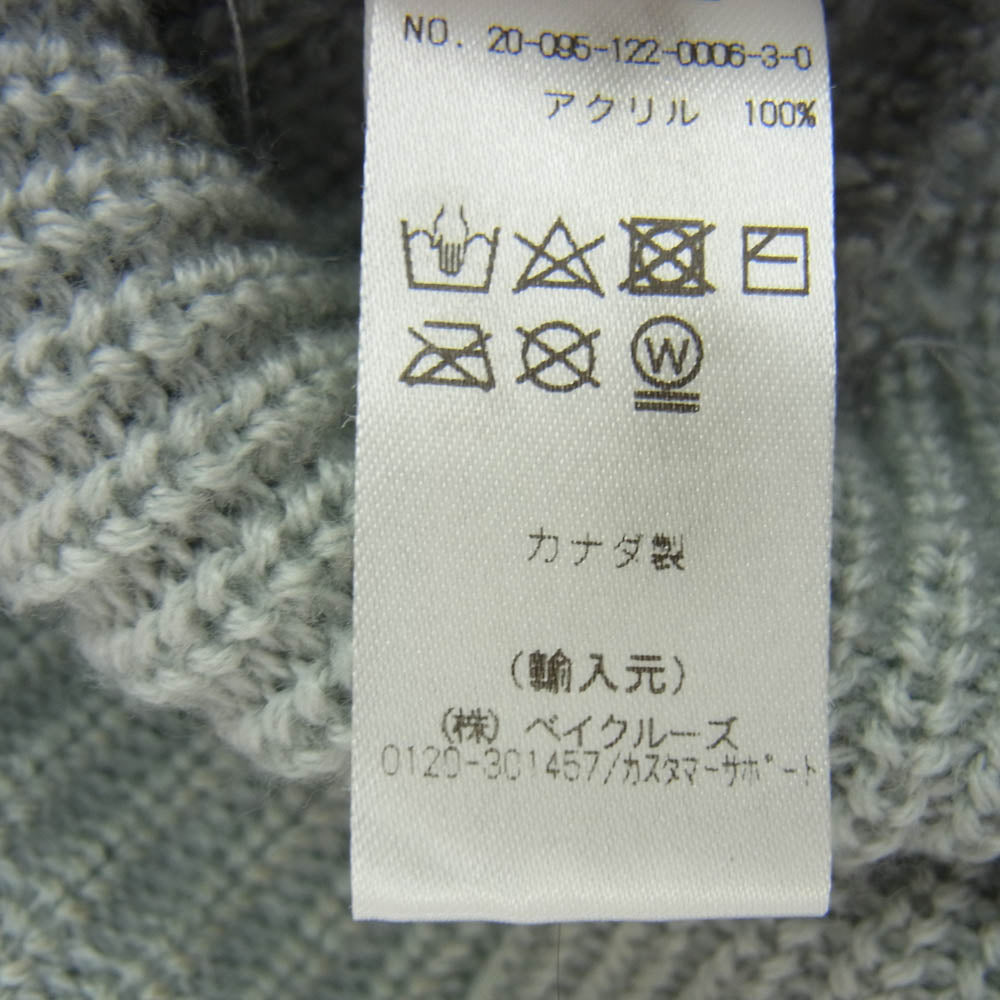 NO. 20-095-122-0006-3-0
アクリル 100%
W
カナダ製
(輸入元)
(株) ベイクルーズ
0120-301457/カスタマーサポート